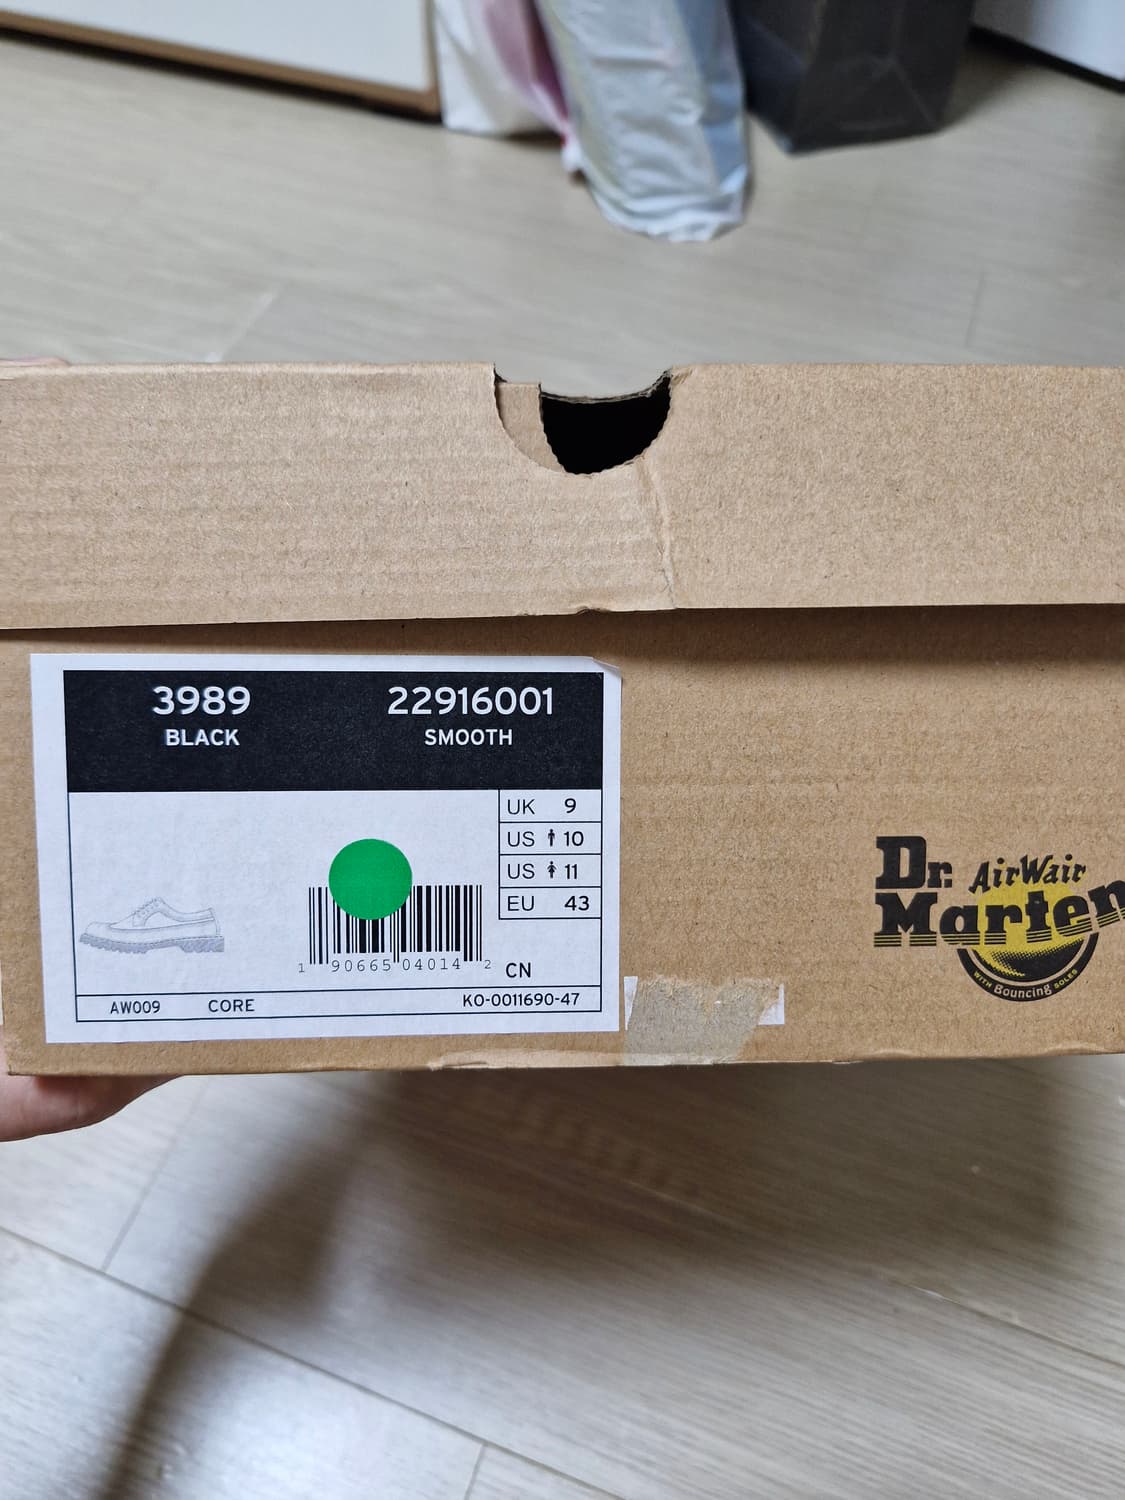 3989 22916001
BLACK SMOOTH
UK 9
US 10
US 11
EU 43
1 90665 04014 2
CN
AW009 CORE KO-0011690-47
Dr. AirWair
Marten
WITH Bouncing SOLES